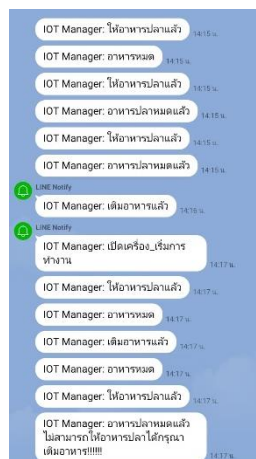 IOT Manager: ให้อาหารปลาแล้ว 14:15 น.
IOT Manager: อาหารหมด 14:15 น.
IOT Manager: ให้อาหารปลาแล้ว 14:15 น.
IOT Manager: อาหารปลาหมดแล้ว 14:15 น.
IOT Manager: ให้อาหารปลาแล้ว 14:15 น.
IOT Manager: อาหารปลาหมดแล้ว 14:15 น.
LINE Notify
IOT Manager: เติมอาหารแล้ว 14:16 น.
LINE Notify
IOT Manager: เปิดเครื่อง_เริ่มการ
ทำงาน 14:17 น.
IOT Manager: ให้อาหารปลาแล้ว 14:17 น.
IOT Manager: อาหารหมด 14:17 น.
IOT Manager: เติมอาหารแล้ว 14:17 น.
IOT Manager: อาหารหมด 14:17 น.
IOT Manager: ให้อาหารปลาแล้ว 14:17 น.
IOT Manager: อาหารปลาหมดแล้ว
ไม่สามารถให้อาหารปลาได้กรุณา
เติมอาหาร!!!!!! 14:17 น.